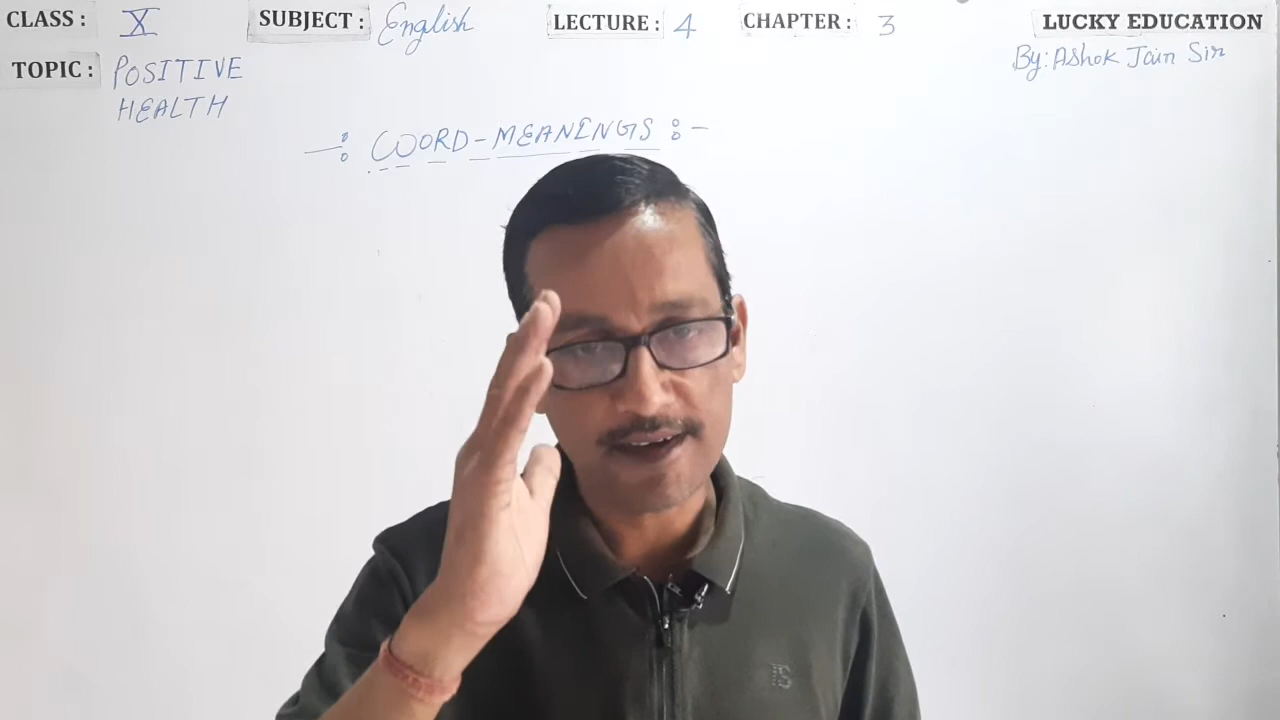 CLASS : X SUBJECT : English LECTURE : 4 CHAPTER : 3 LUCKY EDUCATION
TOPIC : POSITIVE By: Ashok Jain Sir
HEALTH
—: WORD-MEANINGS :—